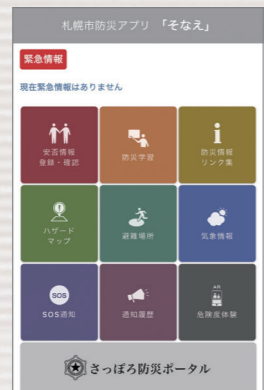 札幌市防災アプリ 「そなえ」
緊急情報
現在緊急情報はありません
安否情報
登録・確認
防災学習
防災情報
リンク集
ハザード
マップ
避難場所
気象情報
SOS
SOS通知
通知履歴
AR
危険度体験
さっぽろ防災ポータル